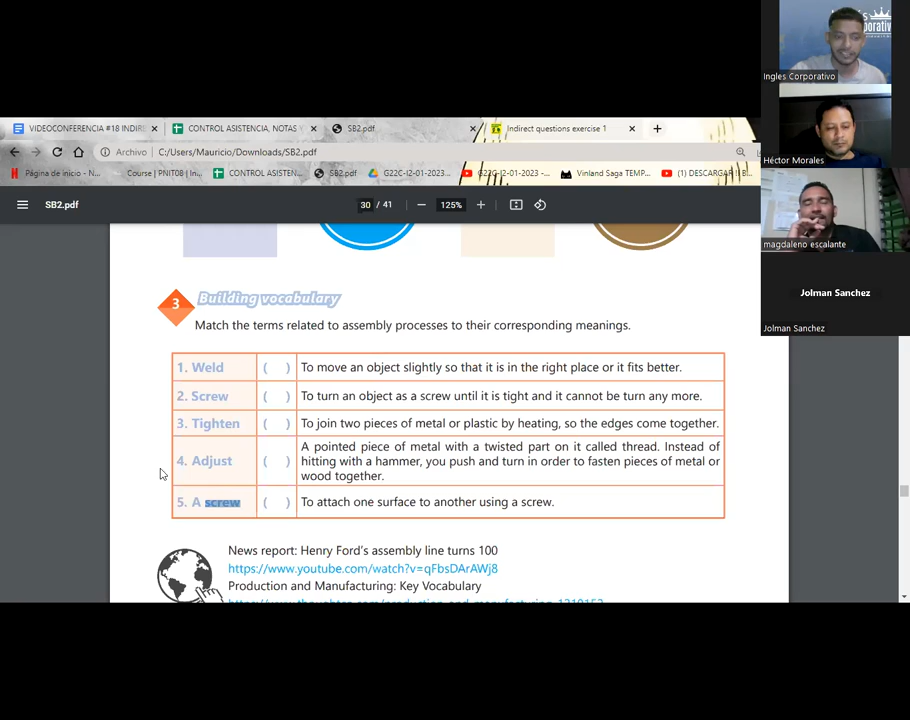 Ingles Corporativo
Héctor Morales
magdaleno escalante
Jolman Sanchez
Jolman Sanchez
VIDEOCONFERENCIA #18 INDIRE
CONTROL ASISTENCIA, NOTAS
SB2.pdf
Indirect questions exercise 1
Archivo
C:/Users/Mauricio/Downloads/SB2.pdf
Página de inicio - N...
Course | PNIT08 | In...
CONTROL ASISTEN...
SB2.pdf
G22C-I2-01-2023...
G22C-I2-01-2023 -...
Vinland Saga TEMP...
(1) DESCARGAR !! B...
SB2.pdf
30 / 41
125%
3
Building vocabulary
Match the terms related to assembly processes to their corresponding meanings.
1. Weld ( ) To move an object slightly so that it is in the right place or it fits better.
2. Screw ( ) To turn an object as a screw until it is tight and it cannot be turn any more.
3. Tighten ( ) To join two pieces of metal or plastic by heating, so the edges come together.
4. Adjust ( ) A pointed piece of metal with a twisted part on it called thread. Instead of
hitting with a hammer, you push and turn in order to fasten pieces of metal or
wood together.
5. A screw ( ) To attach one surface to another using a screw.
News report: Henry Ford's assembly line turns 100
https://www.youtube.com/watch?v=qFbsDArAWj8
Production and Manufacturing: Key Vocabulary